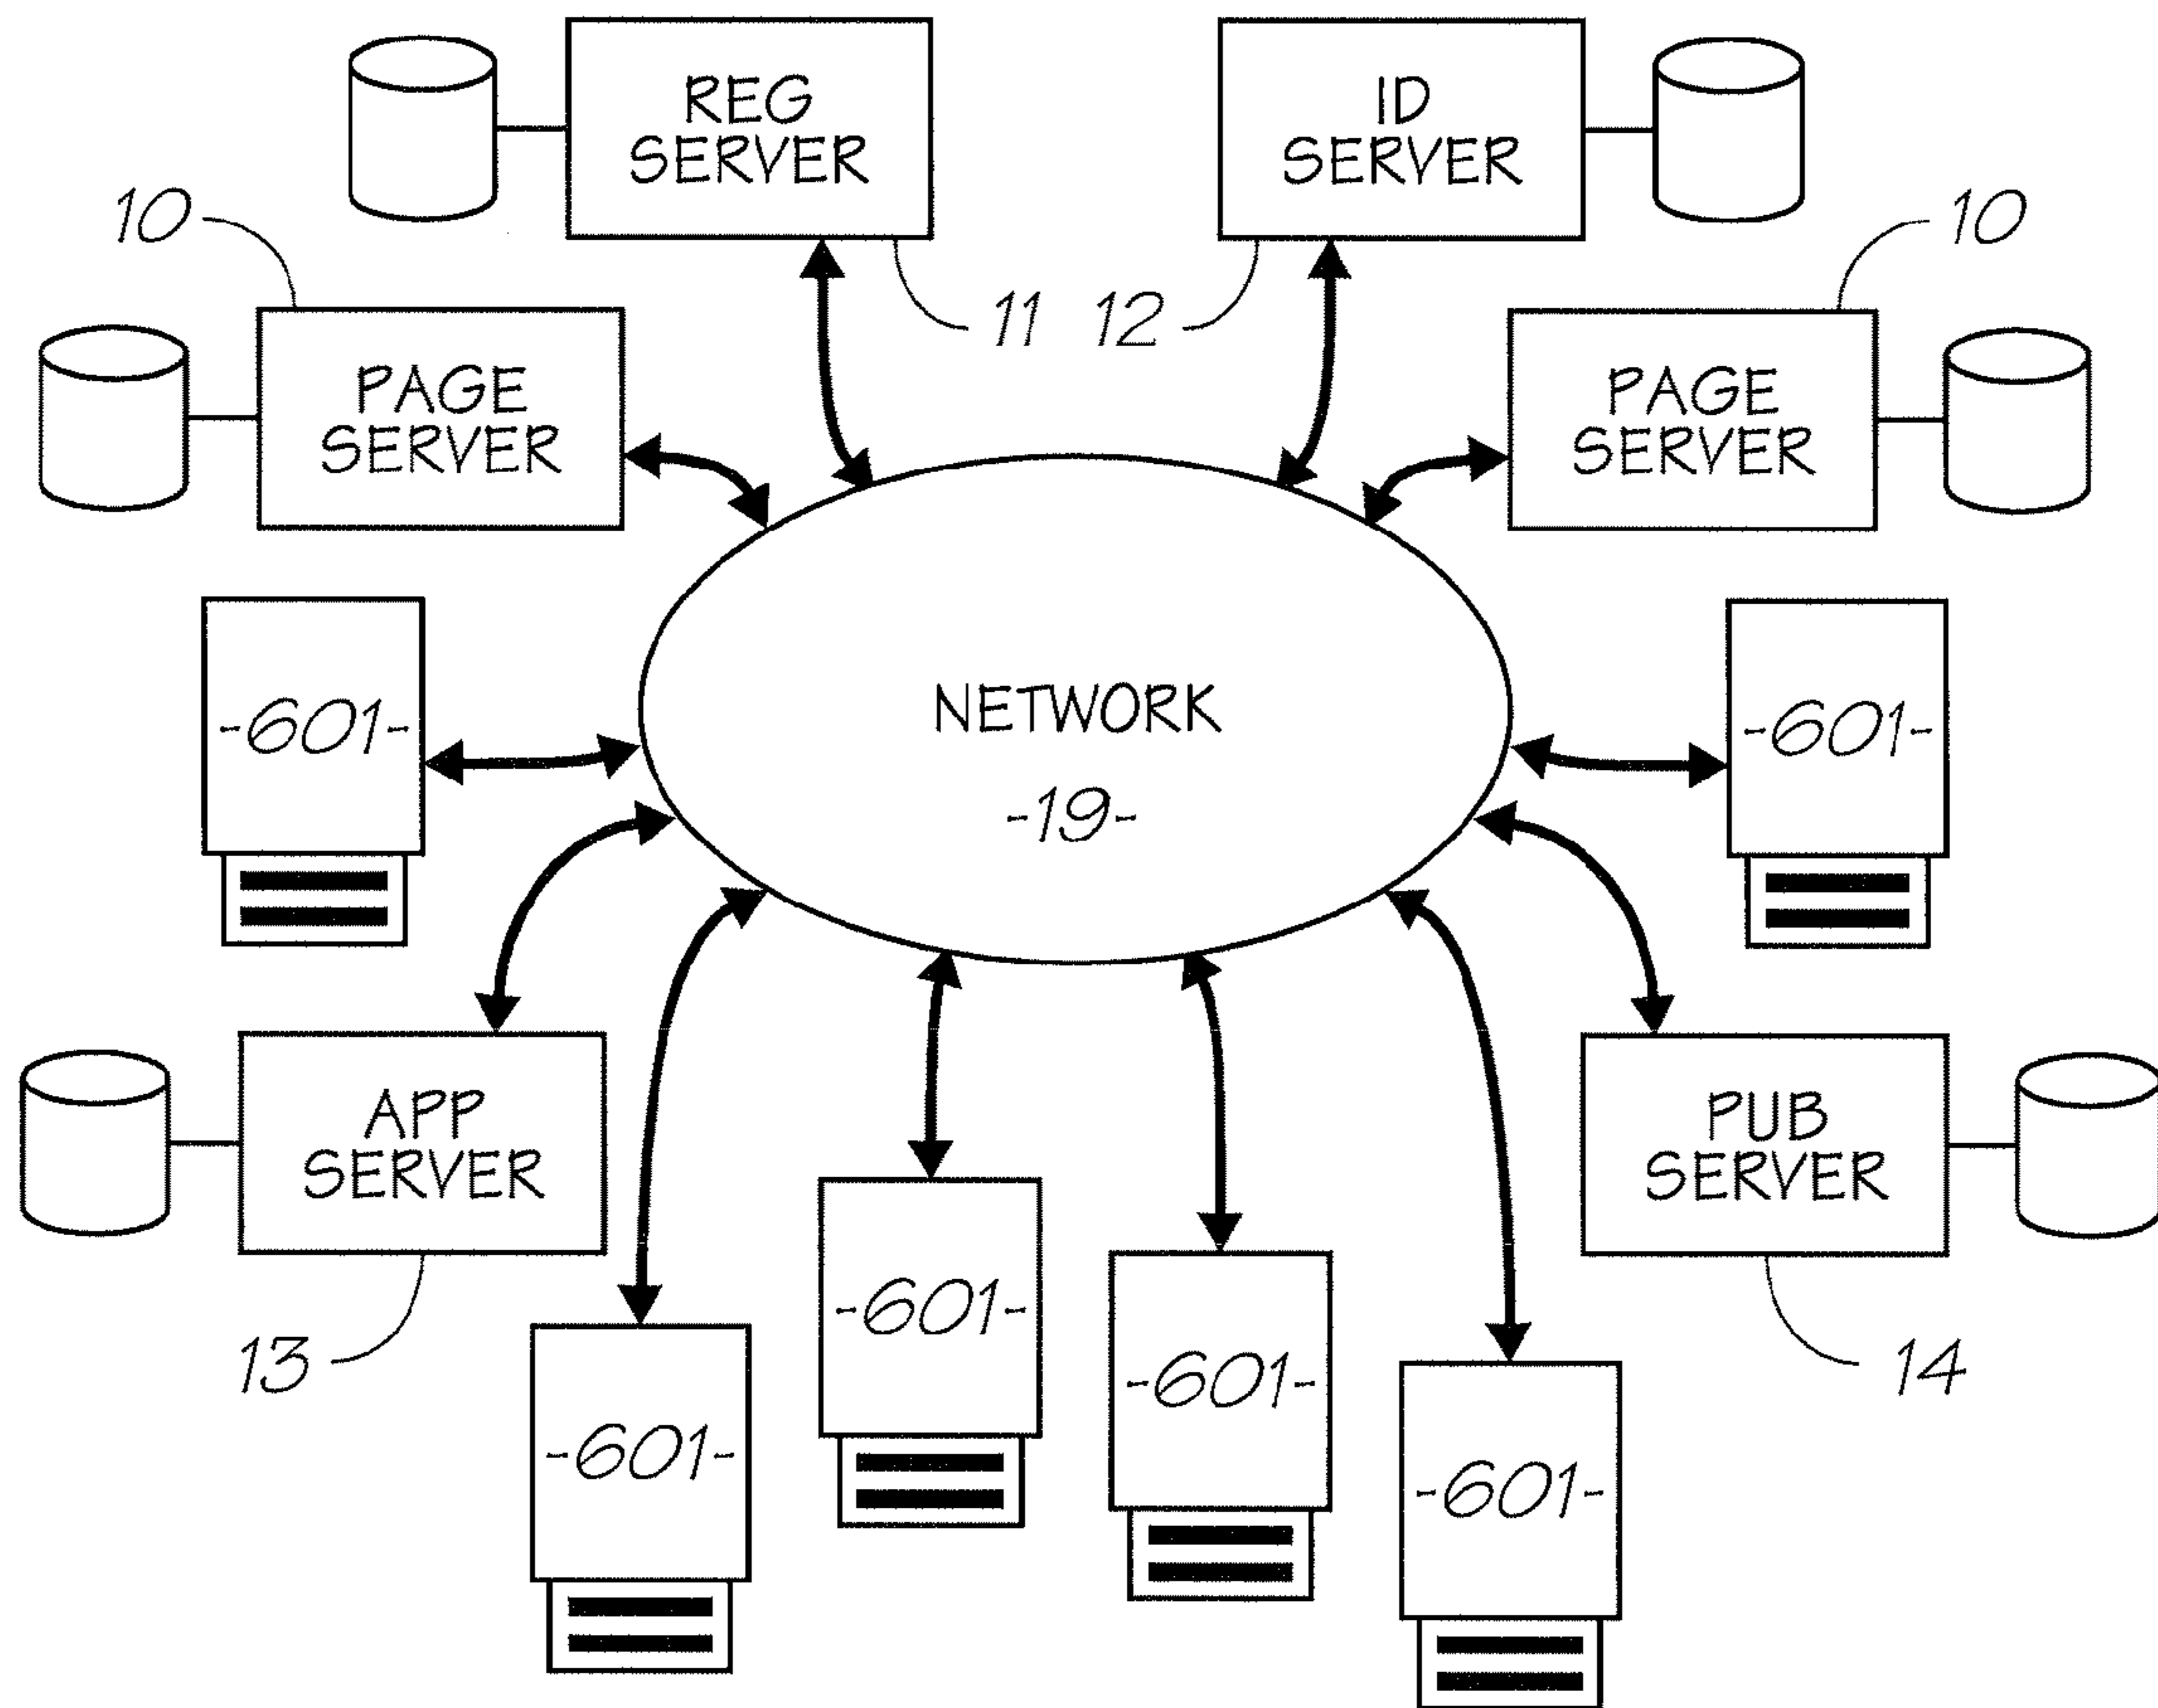 REG
SERVER
ID
SERVER
10
10
11
12
PAGE
SERVER
PAGE
SERVER
-601-
NETWORK
-19-
-601-
APP
SERVER
PUB
SERVER
13
-601-
-601-
-601-
-601-
14